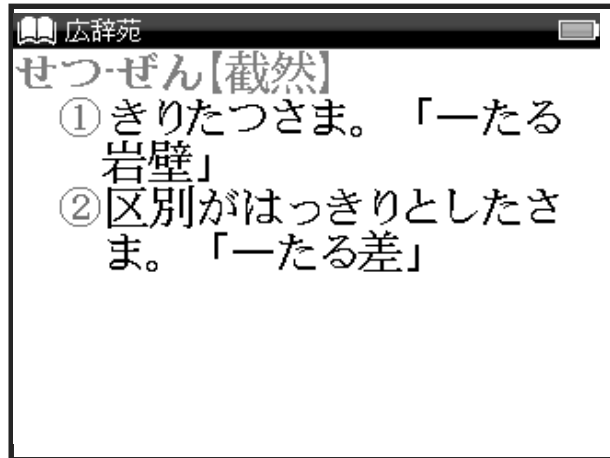 広辞苑
せつ‐ぜん【截然】
①きりたつさま。「―たる
岩壁」
②区別がはっきりとしたさ
ま。「―たる差」